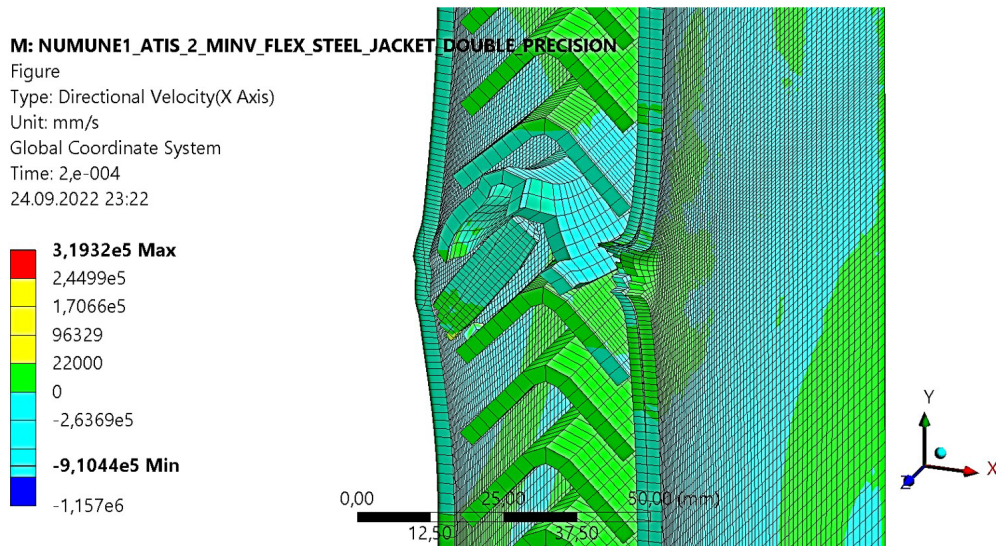 M: NUMUNE1_ATIS_2_MINV_FLEX_STEEL_JACKET_DOUBLE_PRECISION
Figure
Type: Directional Velocity(X Axis)
Unit: mm/s
Global Coordinate System
Time: 2,e-004
24.09.2022 23:22
3,1932e5 Max
2,4499e5
1,7066e5
96329
22000
0
-2,6369e5
-9,1044e5 Min
-1,157e6
0,00 25,00 50,00 (mm)
12,50 37,50
Y
X
Z